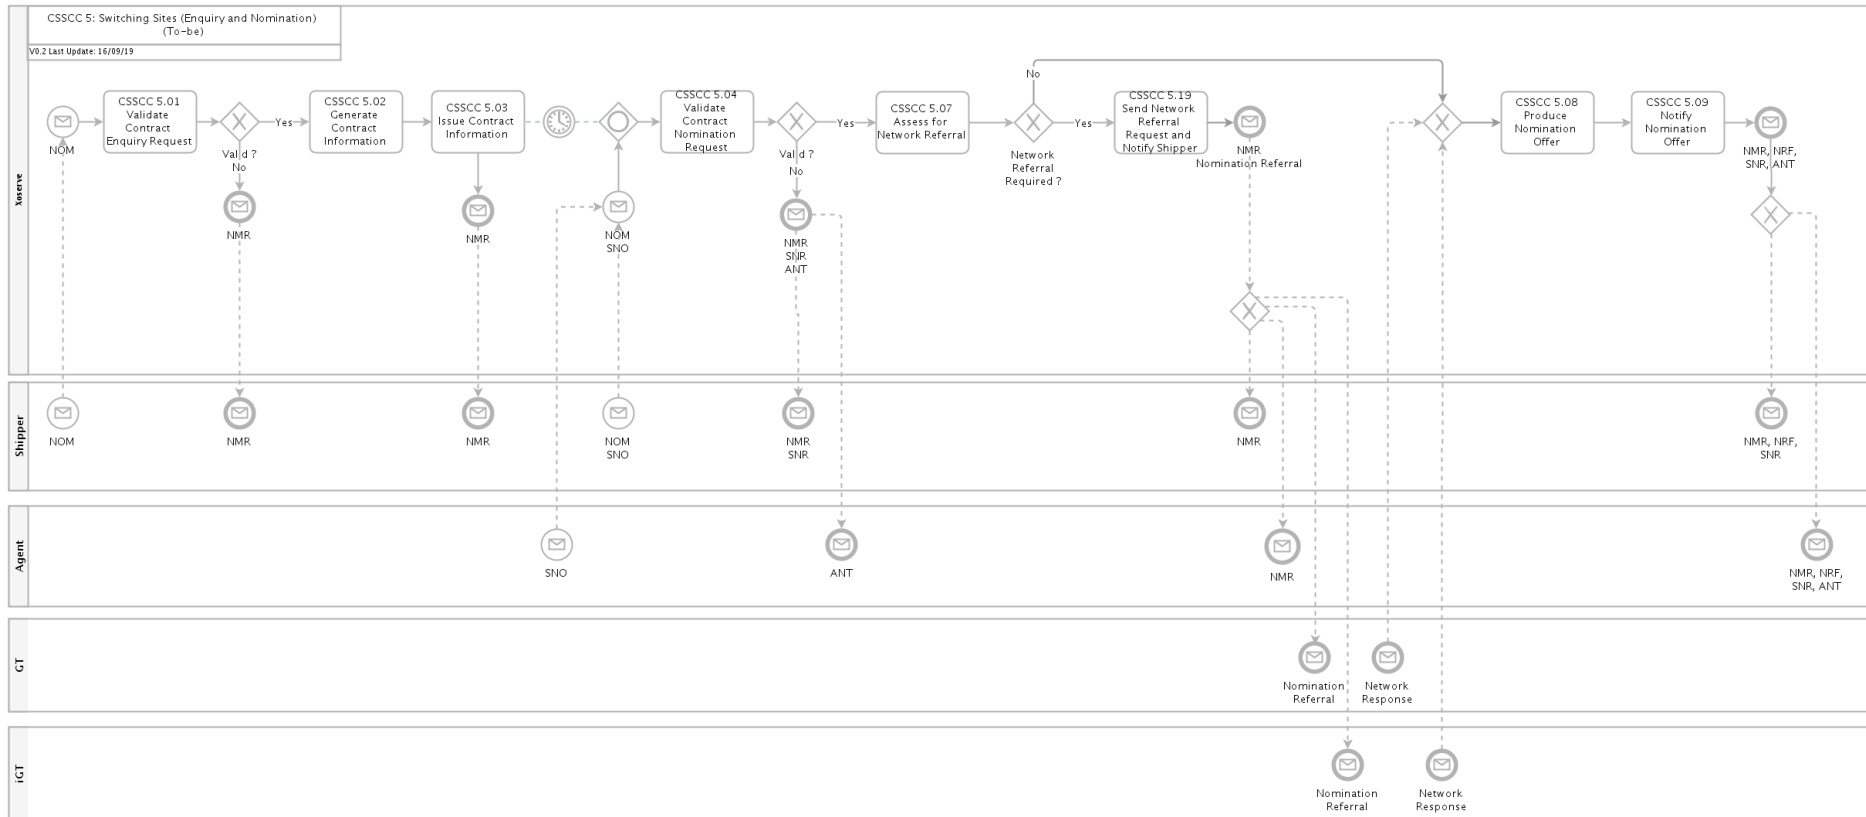 CSSCC 5: Switching Sites (Enquiry and Nomination)
(To-be)
V0.2 Last Update: 16/09/19
Xoserve
NOM
CSSCC 5.01
Validate
Contract
Enquiry Request
Valid ?
Yes
No
NMR
CSSCC 5.02
Generate
Contract
Information
CSSCC 5.03
Issue Contract
Information
NMR
NOM
SNO
CSSCC 5.04
Validate
Contract
Nomination
Request
Valid ?
Yes
No
NMR
SNR
ANT
CSSCC 5.07
Assess for
Network Referral
No
Yes
Network
Referral
Required ?
CSSCC 5.19
Send Network
Referral
Request and
Notify Shipper
NMR
Nomination Referral
CSSCC 5.08
Produce
Nomination
Offer
CSSCC 5.09
Notify
Nomination
Offer
NMR, NRF,
SNR, ANT
Shipper
NOM
NMR
NMR
NOM
SNO
NMR
SNR
NMR
NMR, NRF,
SNR
Agent
SNO
ANT
NMR
NMR, NRF,
SNR, ANT
GT
Nomination
Referral
Network
Response
iGT
Nomination
Referral
Network
Response